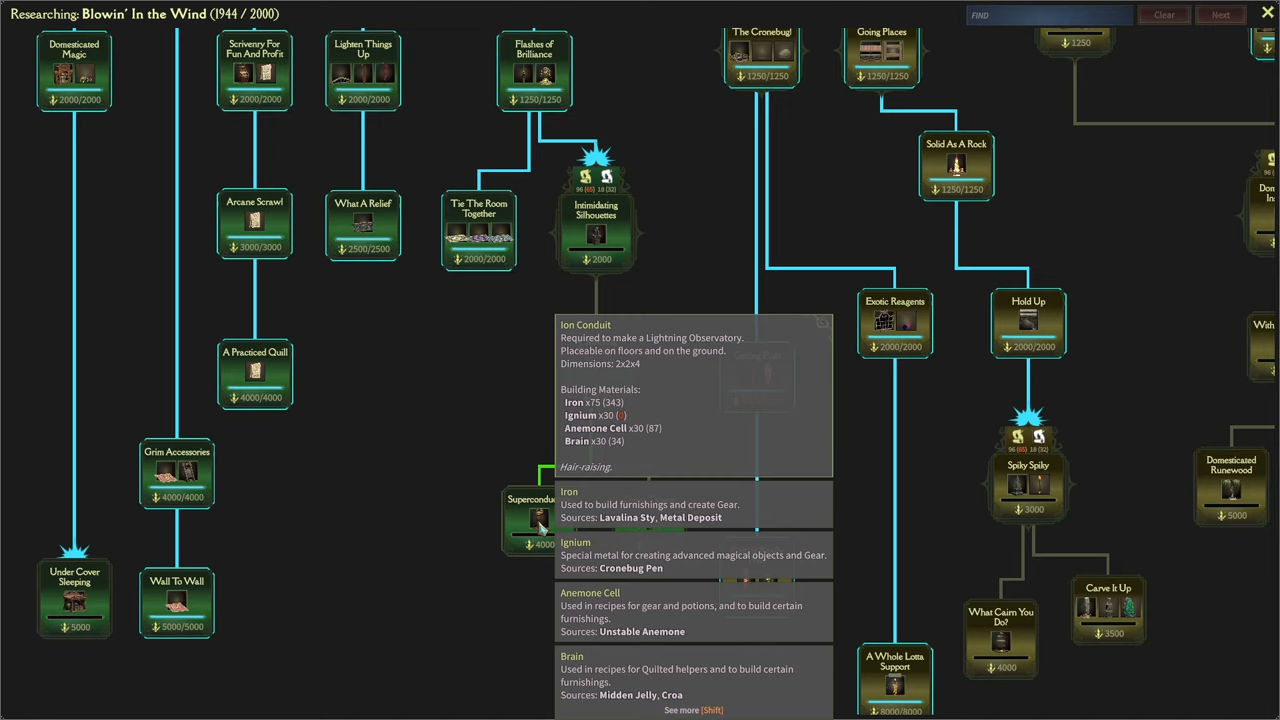 Researching: Blowin' In the Wind (1944 / 2000)
FIND
Clear
Next
Domesticated
Magic
2000/2000
Scrivenry For
Fun And Profit
2000/2000
Lighten Things
Up
2000/2000
Flashes of
Brilliance
1250/1250
The Cronebug!
1250/1250
Going Places
1250/1250
1250
Solid As A Rock
1250/1250
Arcane Scrawl
3000/3000
What A Relief
2500/2500
Tie The Room
Together
2000/2000
96 (65) 18 (32)
Intimidating
Silhouettes
2000
Exotic Reagents
2000/2000
Hold Up
2000/2000
A Practiced Quill
4000/4000
Ion Conduit
Required to make a Lightning Observatory.
Placeable on floors and on the ground.
Dimensions: 2x2x4
Building Materials:
Iron x75 (343)
Ignium x30 (0)
Anemone Cell x30 (87)
Brain x30 (34)
Hair-raising.
Grim Accessories
4000/4000
96 (65) 18 (32)
Spiky Spiky
3000
Domesticated
Runewood
5000
Supercondu
4000
Iron
Used to build furnishings and create Gear.
Sources: Lavalina Sty, Metal Deposit
Ignium
Special metal for creating advanced magical objects and Gear.
Sources: Cronebug Pen
Anemone Cell
Used in recipes for gear and potions, and to build certain
furnishings.
Sources: Unstable Anemone
Brain
Used in recipes for Quilted helpers and to build certain
furnishings.
Sources: Midden Jelly, Croa
See more [Shift]
Under Cover
Sleeping
5000
Wall To Wall
5000/5000
What Cairn You
Do?
4000
Carve It Up
3500
A Whole Lotta
Support
8000/8000